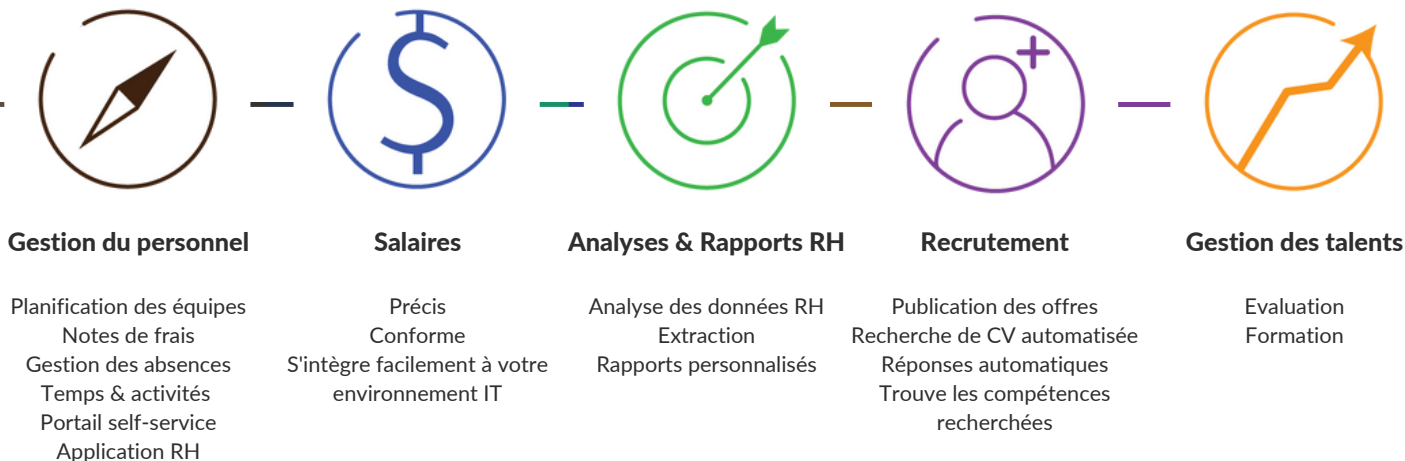 Gestion du personnel
Planification des équipes
Notes de frais
Gestion des absences
Temps & activités
Portail self-service
Application RH
Salaires
Précis
Conforme
S'intègre facilement à votre
environnement IT
Analyses & Rapports RH
Analyse des données RH
Extraction
Rapports personnalisés
Recrutement
Publication des offres
Recherche de CV automatisée
Réponses automatiques
Trouve les compétences
recherchées
Gestion des talents
Evaluation
Formation